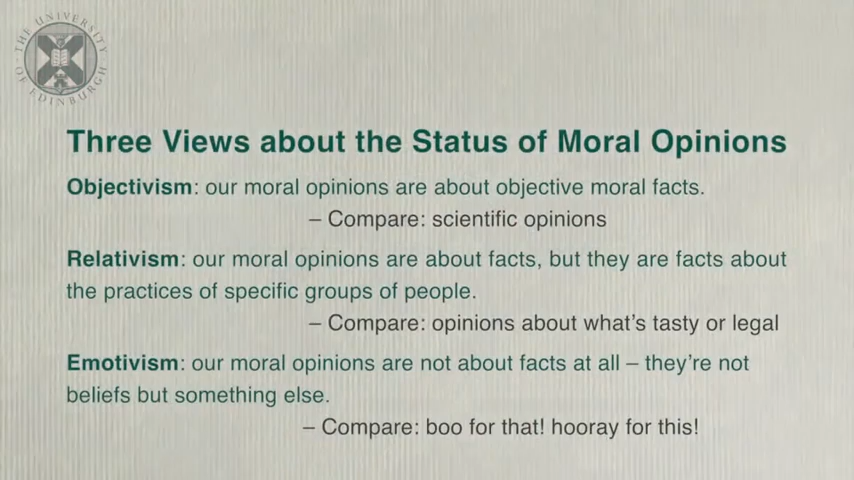 THE UNIVERSITY OF EDINBURGH
Three Views about the Status of Moral Opinions
Objectivism: our moral opinions are about objective moral facts.
– Compare: scientific opinions
Relativism: our moral opinions are about facts, but they are facts about
the practices of specific groups of people.
– Compare: opinions about what's tasty or legal
Emotivism: our moral opinions are not about facts at all – they're not
beliefs but something else.
– Compare: boo for that! hooray for this!